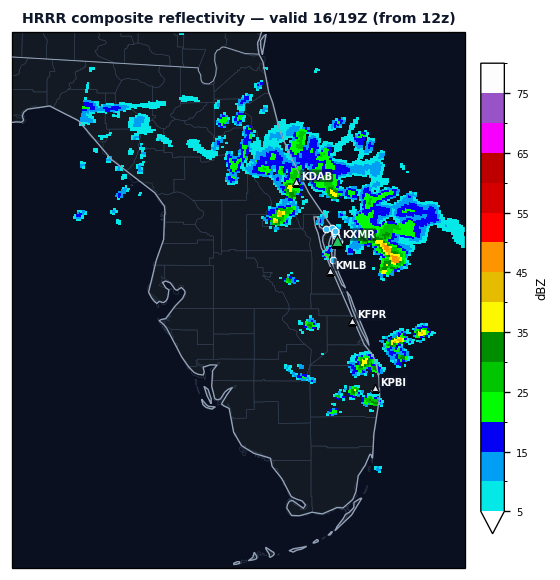 HRRR composite reflectivity — valid 16/19Z (from 12z)
75
65
55
45
35
25
15
5
dBZ
KDAB
KXMR
KMLB
KFPR
KPBI